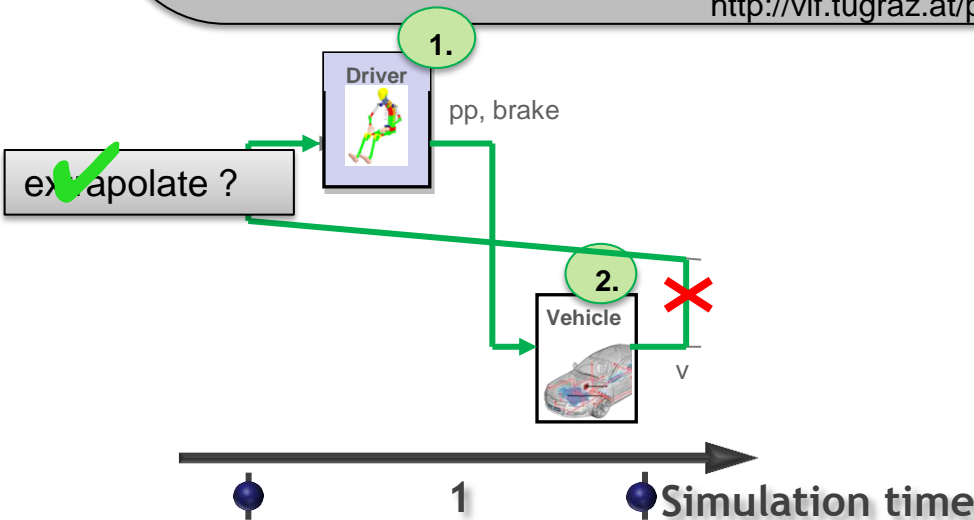 http://vif.tugraz.at/p
1.
Driver
pp, brake
extrapolate ?
2.
Vehicle
v
1
Simulation time